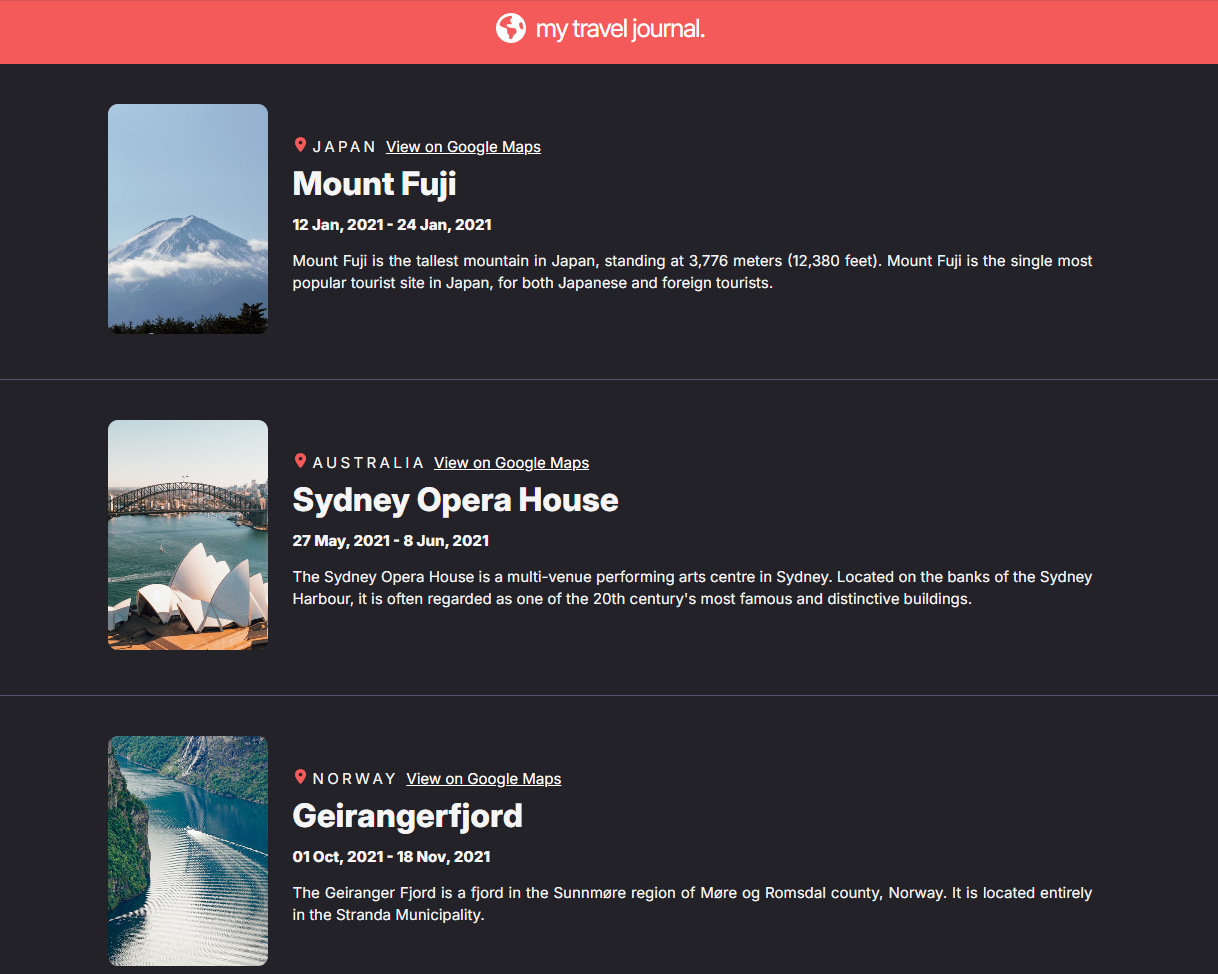 my travel journal.
JAPAN View on Google Maps
Mount Fuji
12 Jan, 2021 - 24 Jan, 2021
Mount Fuji is the tallest mountain in Japan, standing at 3,776 meters (12,380 feet). Mount Fuji is the single most
popular tourist site in Japan, for both Japanese and foreign tourists.
AUSTRALIA View on Google Maps
Sydney Opera House
27 May, 2021 - 8 Jun, 2021
The Sydney Opera House is a multi-venue performing arts centre in Sydney. Located on the banks of the Sydney
Harbour, it is often regarded as one of the 20th century's most famous and distinctive buildings.
NORWAY View on Google Maps
Geirangerfjord
01 Oct, 2021 - 18 Nov, 2021
The Geiranger Fjord is a fjord in the Sunnmøre region of Møre og Romsdal county, Norway. It is located entirely
in the Stranda Municipality.